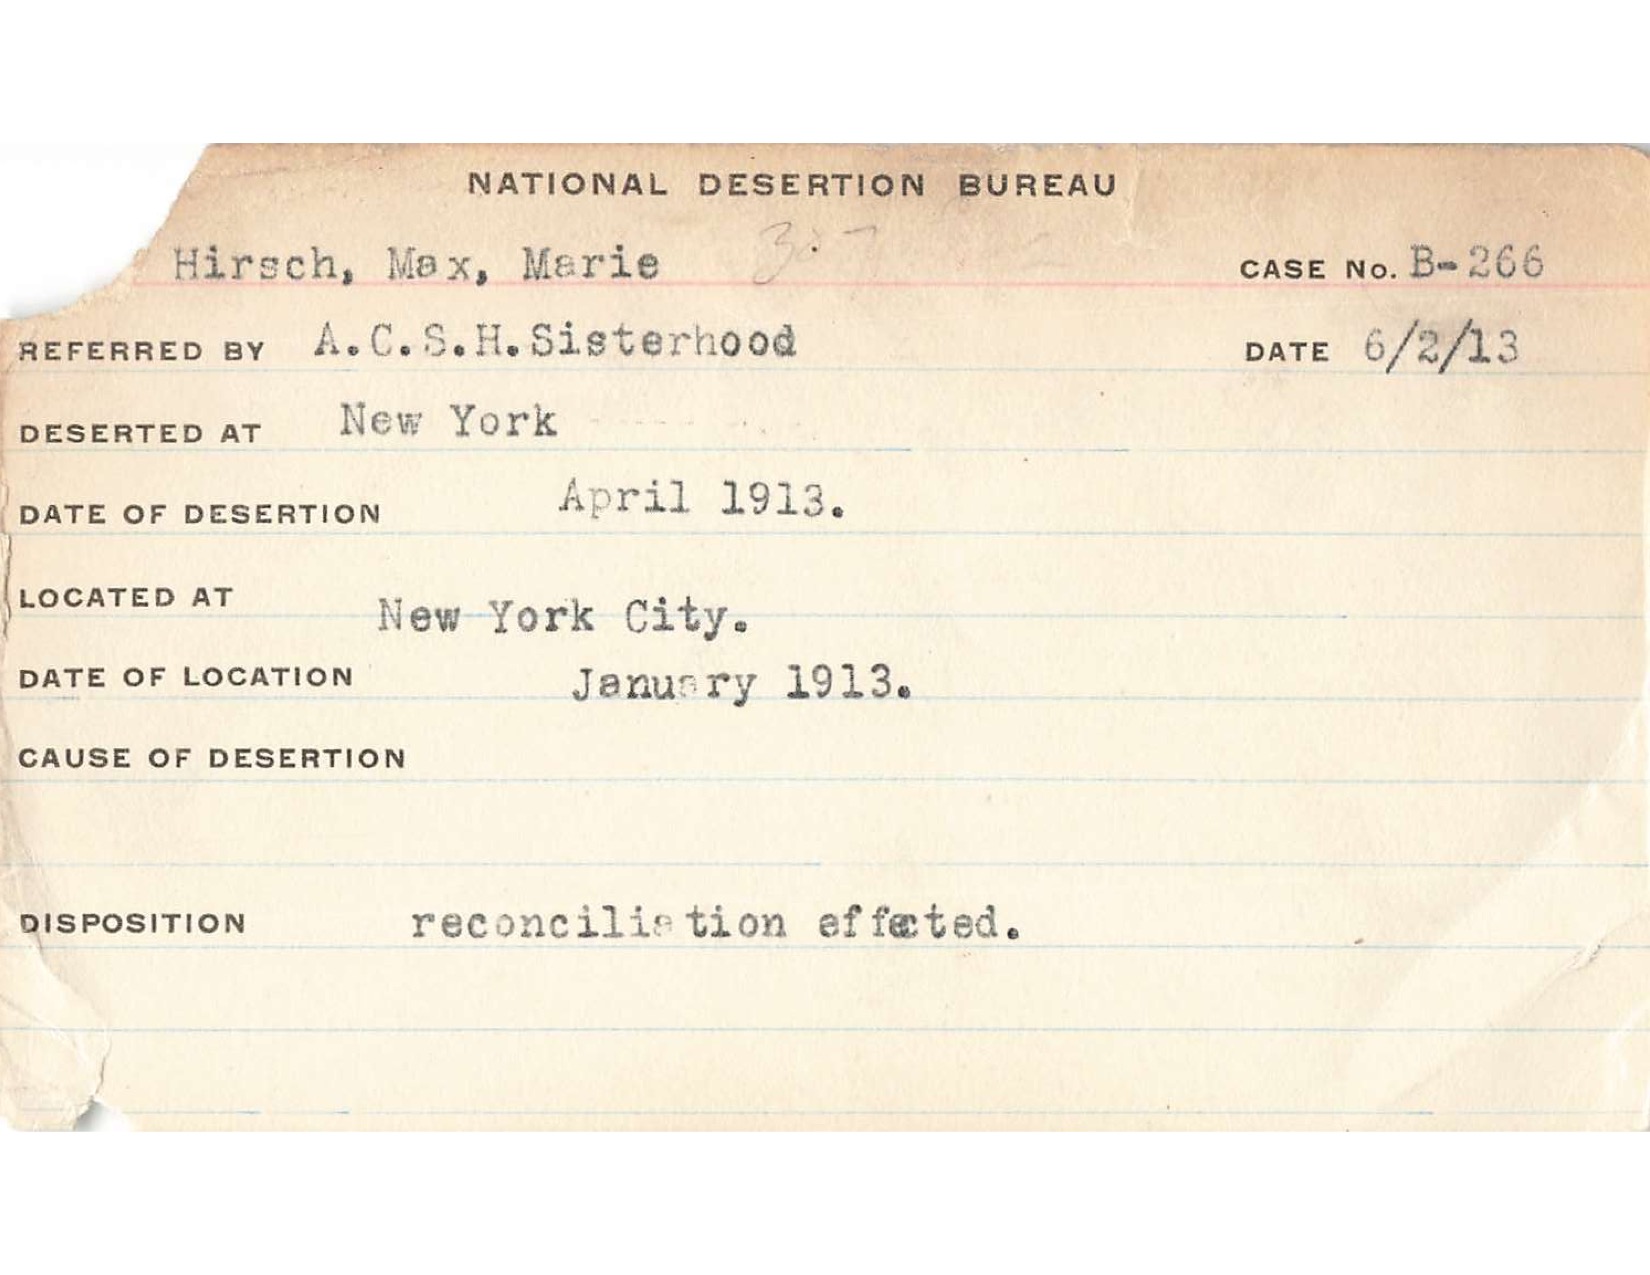 NATIONAL DESERTION BUREAU
Hirsch, Max, Marie CASE No. B-266
REFERRED BY A.C.S.H.Sisterhood DATE 6/2/13
DESERTED AT New York
DATE OF DESERTION April 1913.
LOCATED AT New York City.
DATE OF LOCATION January 1913.
CAUSE OF DESERTION
DISPOSITION reconciliation effected.